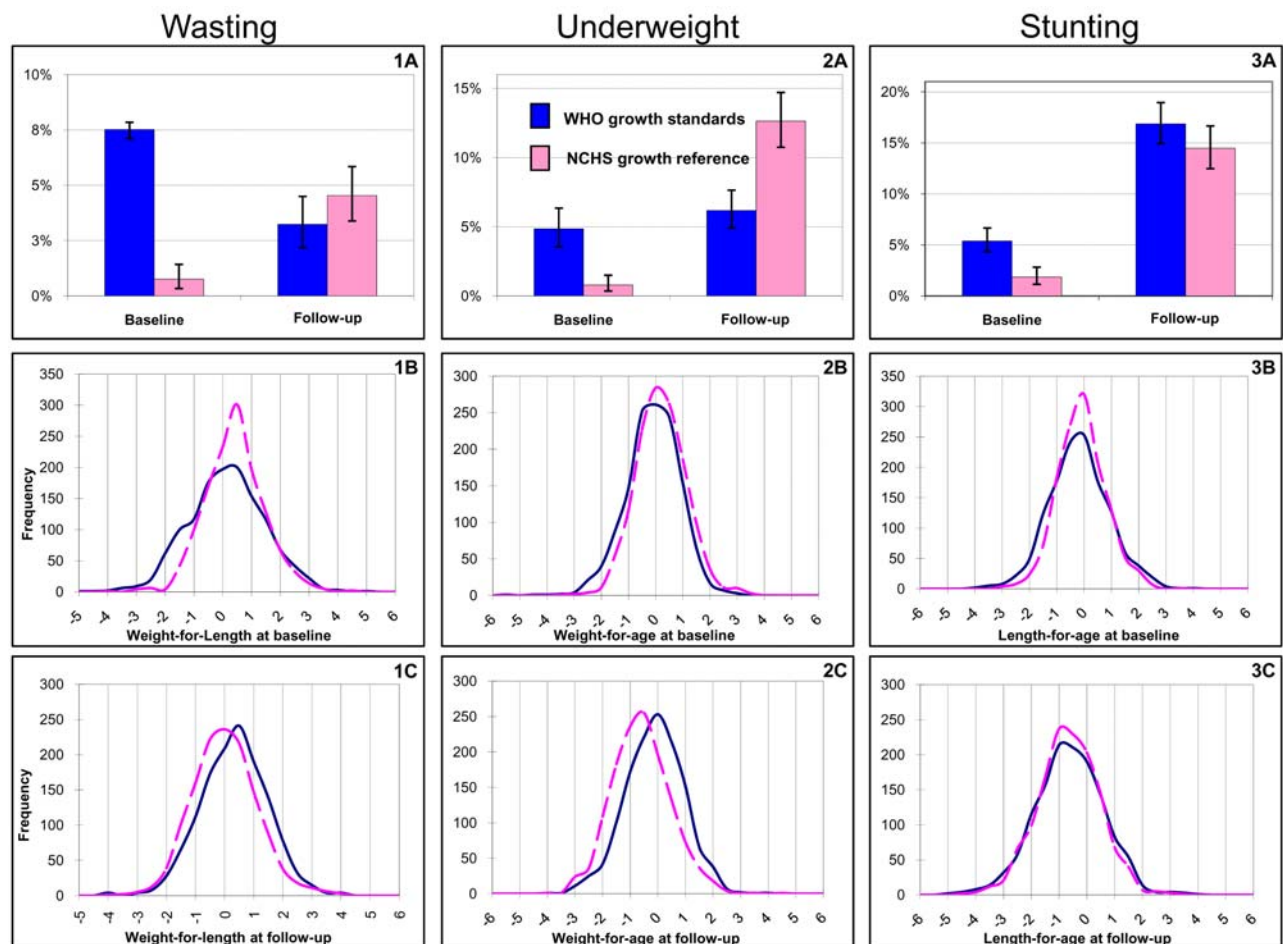 Wasting
Underweight
Stunting
1A
10%
8%
5%
3%
0%
Baseline
Follow-up
2A
15%
10%
5%
0%
WHO growth standards
NCHS growth reference
Baseline
Follow-up
3A
20%
15%
10%
5%
0%
Baseline
Follow-up
1B
350
300
250
200
150
100
50
0
Frequency
-5 -4 -3 -2 -1 0 1 2 3 4 5 6
Weight-for-Length at baseline
2B
300
250
200
150
100
50
0
-6 -5 -4 -3 -2 -1 0 1 2 3 4 5 6
Weight-for-age at baseline
3B
350
300
250
200
150
100
50
0
-6 -5 -4 -3 -2 -1 0 1 2 3 4 5 6
Length-for-age at baseline
1C
300
250
200
150
100
50
0
Frequency
-5 -4 -3 -2 -1 0 1 2 3 4 5 6
Weight-for-length at follow-up
2C
300
250
200
150
100
50
0
-6 -5 -4 -3 -2 -1 0 1 2 3 4 5 6
Weight-for-age at follow-up
3C
300
250
200
150
100
50
0
-6 -5 -4 -3 -2 -1 0 1 2 3 4 5 6
Length-for-age at follow-up